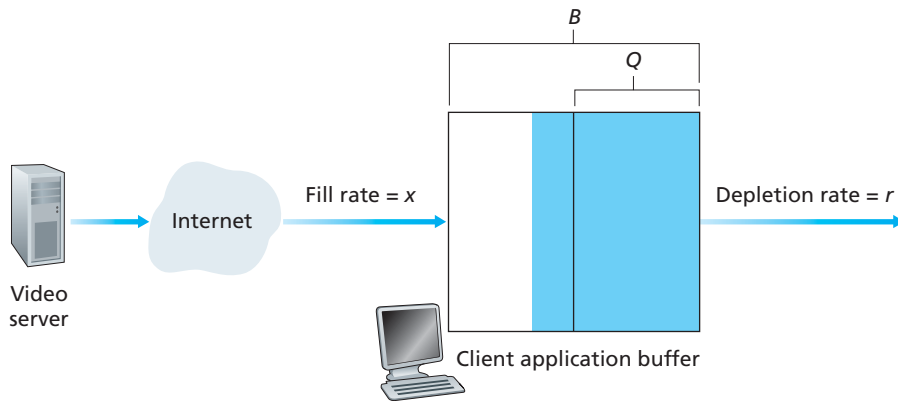 B
Q
Internet
Fill rate = x
Depletion rate = r
Video
server
Client application buffer